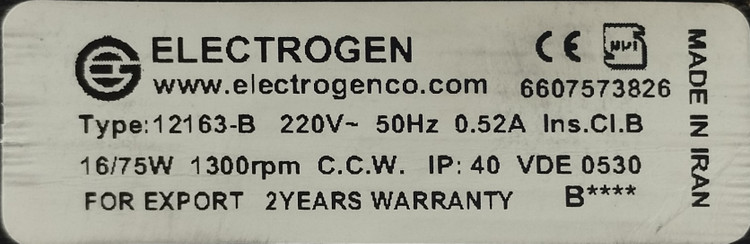 ELECTROGEN
www.electrogenco.com
6607573826
Type:12163-B 220V~ 50Hz 0.52A Ins.Cl.B
16/75W 1300rpm C.C.W. IP: 40 VDE 0530
FOR EXPORT 2YEARS WARRANTY B****
MADE IN IRAN